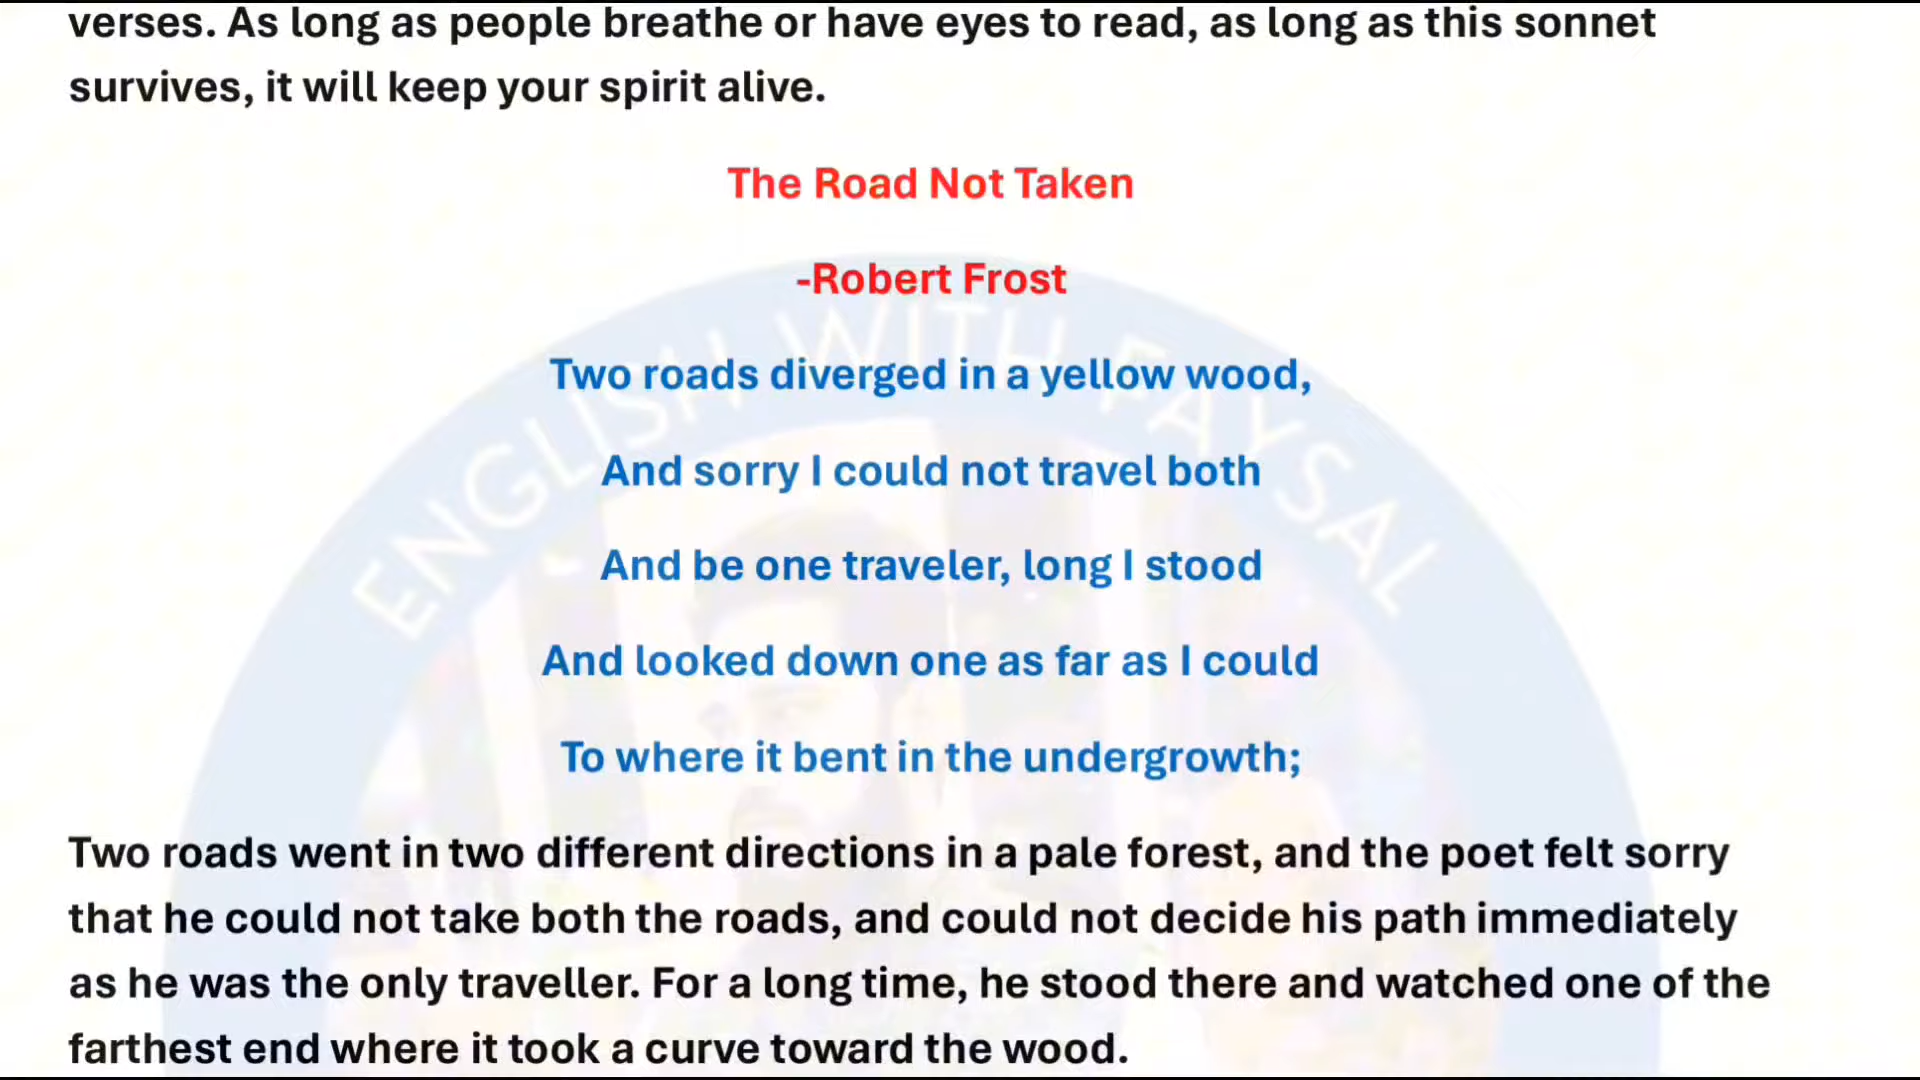 verses. As long as people breathe or have eyes to read, as long as this sonnet
survives, it will keep your spirit alive.
The Road Not Taken
-Robert Frost
ENGLISH WITH FAYSAL
Two roads diverged in a yellow wood,
And sorry I could not travel both
And be one traveler, long I stood
And looked down one as far as I could
To where it bent in the undergrowth;
Two roads went in two different directions in a pale forest, and the poet felt sorry
that he could not take both the roads, and could not decide his path immediately
as he was the only traveller. For a long time, he stood there and watched one of the
farthest end where it took a curve toward the wood.